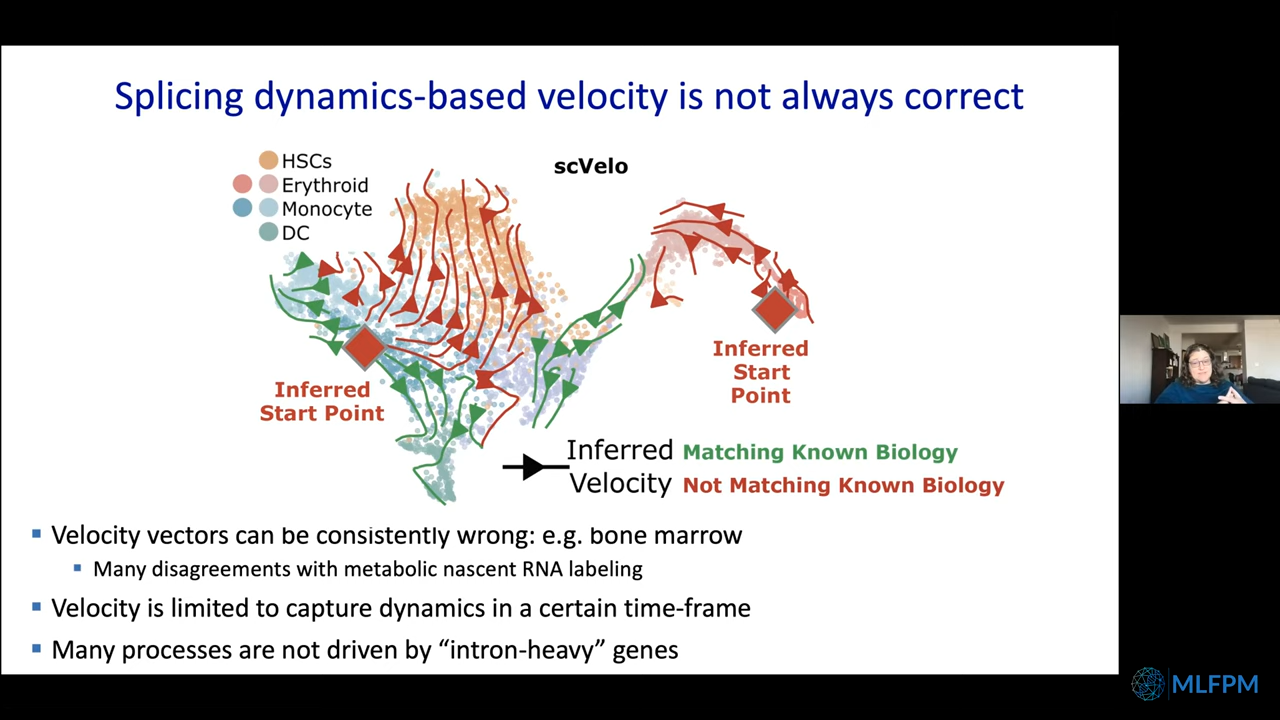 Splicing dynamics-based velocity is not always correct
HSCs
Erythroid
Monocyte
DC
scVelo
Inferred
Start Point
Inferred
Start
Point
Inferred Matching Known Biology
Velocity Not Matching Known Biology
Velocity vectors can be consistently wrong: e.g. bone marrow
Many disagreements with metabolic nascent RNA labeling
Velocity is limited to capture dynamics in a certain time-frame
Many processes are not driven by “intron-heavy” genes
MLFPM